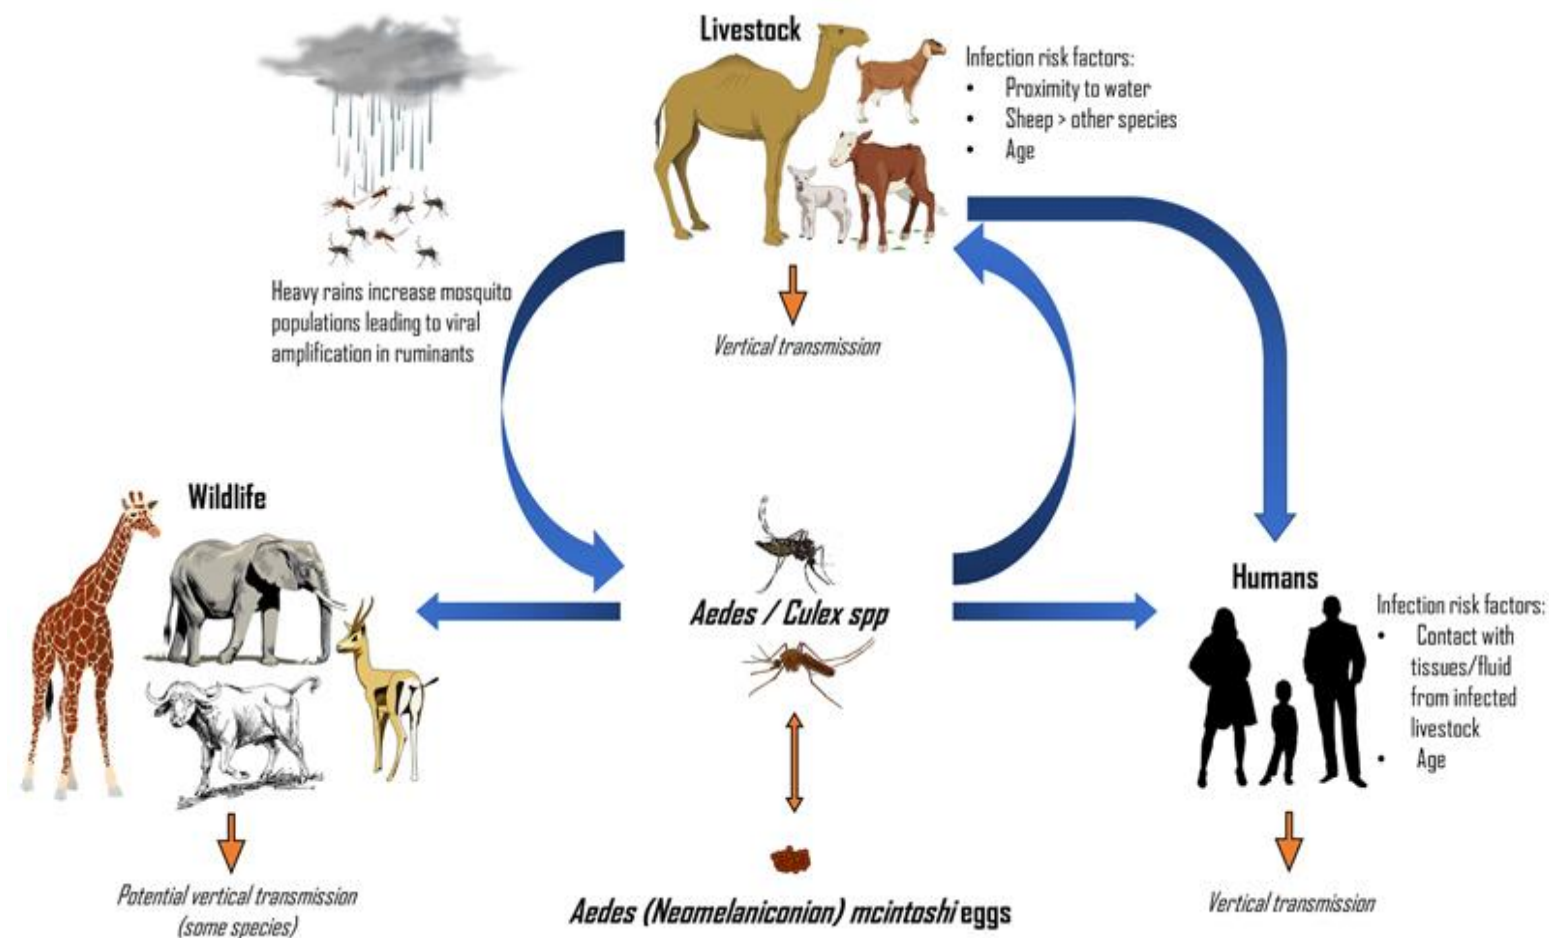 Livestock
Infection risk factors:
• Proximity to water
• Sheep > other species
• Age
Heavy rains increase mosquito
populations leading to viral
amplification in ruminants
Vertical transmission
Wildlife
Aedes / Culex spp
Humans
Infection risk factors:
• Contact with
tissues/fluid
from infected
livestock
• Age
Potential vertical transmission
(some species)
Aedes (Neomelaniconion) mcintoshi eggs
Vertical transmission